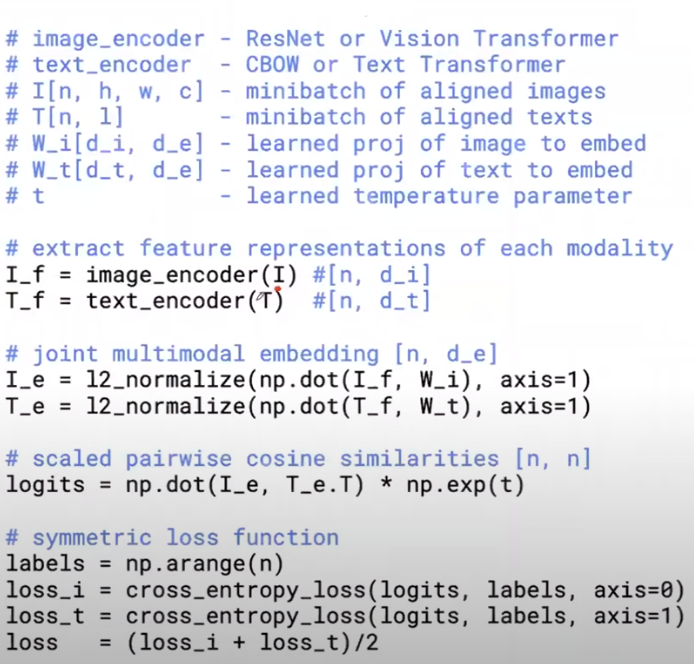 # image_encoder - ResNet or Vision Transformer
# text_encoder  - CBOW or Text Transformer
# I[n, h, w, c] - minibatch of aligned images
# T[n, l]       - minibatch of aligned texts
# W_i[d_i, d_e] - learned proj of image to embed
# W_t[d_t, d_e] - learned proj of text to embed
# t             - learned temperature parameter
# extract feature representations of each modality
I_f = image_encoder(I) #[n, d_i]
T_f = text_encoder(T)  #[n, d_t]
# joint multimodal embedding [n, d_e]
I_e = l2_normalize(np.dot(I_f, W_i), axis=1)
T_e = l2_normalize(np.dot(T_f, W_t), axis=1)
# scaled pairwise cosine similarities [n, n]
logits = np.dot(I_e, T_e.T) * np.exp(t)
# symmetric loss function
labels = np.arange(n)
loss_i = cross_entropy_loss(logits, labels, axis=0)
loss_t = cross_entropy_loss(logits, labels, axis=1)
loss   = (loss_i + loss_t)/2